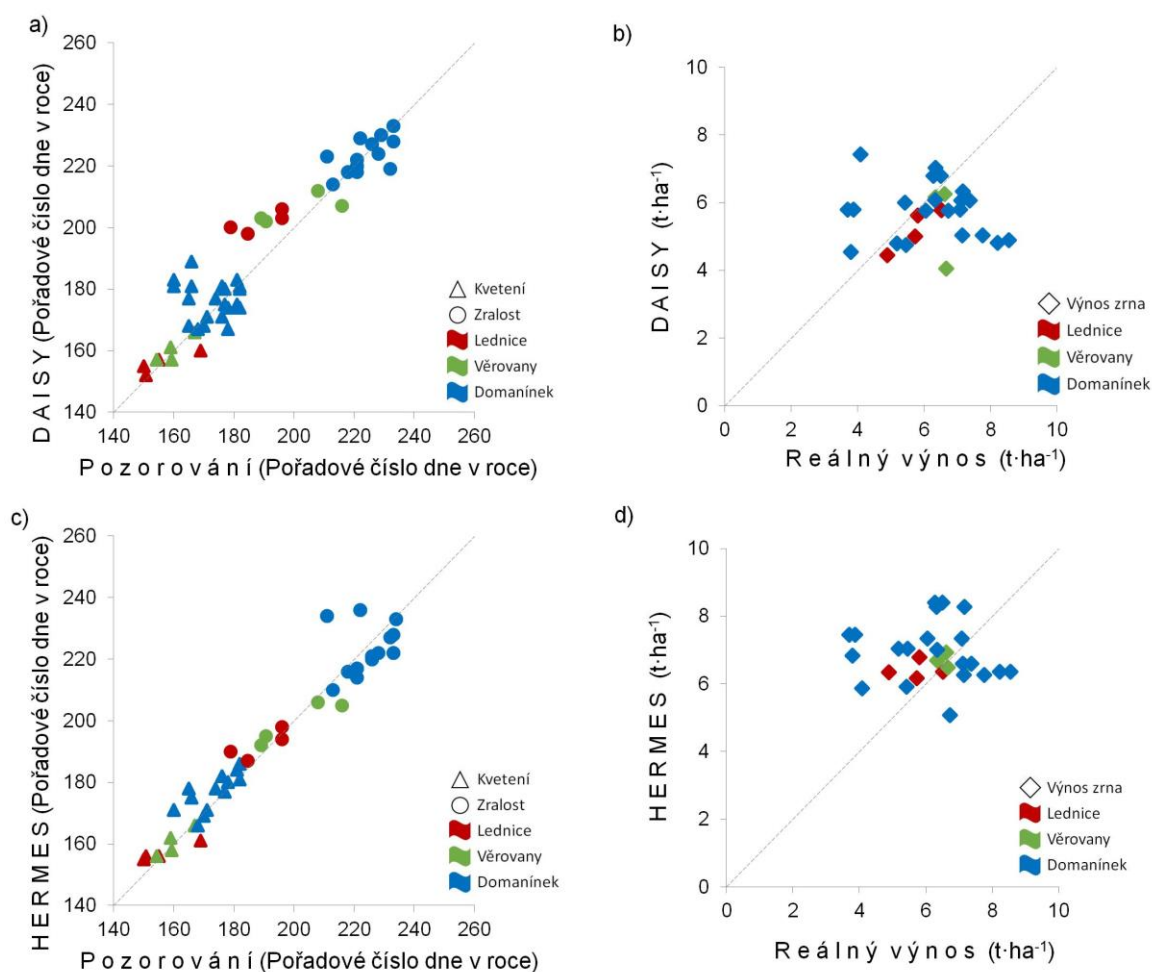 a)
260
240
220
200
180
160
140
DAISY (Pořadové číslo dne v roce)
Kvetení
Zralost
Lednice
Věrovany
Domanínek
140 160 180 200 220 240 260
Pozorování (Pořadové číslo dne v roce)
b)
10
8
6
4
2
0
DAISY (t·ha⁻¹)
Výnos zrna
Lednice
Věrovany
Domanínek
0 2 4 6 8 10
Reálný výnos (t·ha⁻¹)
c)
260
240
220
200
180
160
140
HERMES (Pořadové číslo dne v roce)
Kvetení
Zralost
Lednice
Věrovany
Domanínek
140 160 180 200 220 240 260
Pozorování (Pořadové číslo dne v roce)
d)
10
8
6
4
2
0
HERMES (t·ha⁻¹)
Výnos zrna
Lednice
Věrovany
Domanínek
0 2 4 6 8 10
Reálný výnos (t·ha⁻¹)